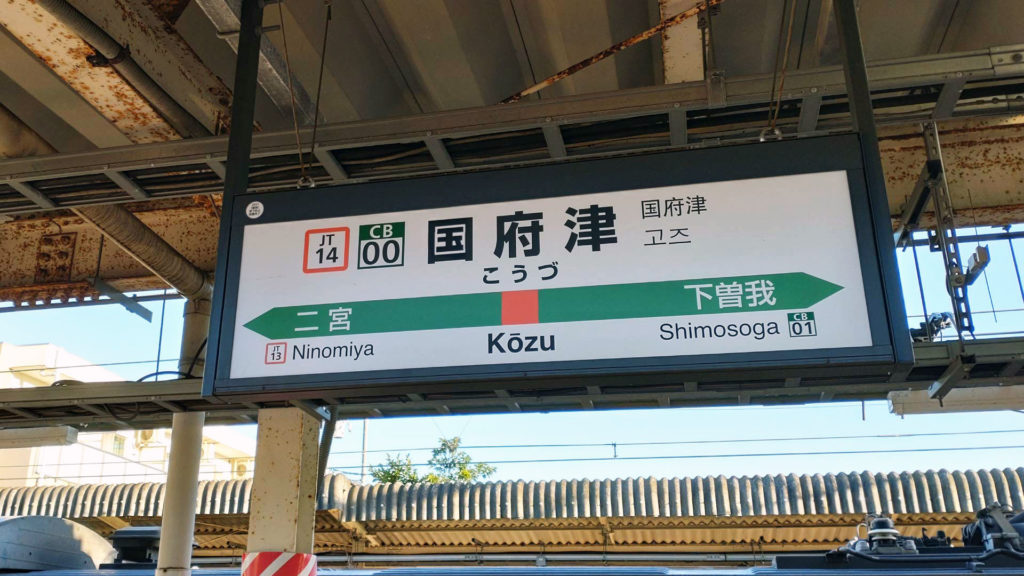 JT
14
CB
00
国府津
国府津
고즈
こうづ
二宮
下曽我
JT
13
Ninomiya
Kōzu
Shimosoga
CB
01